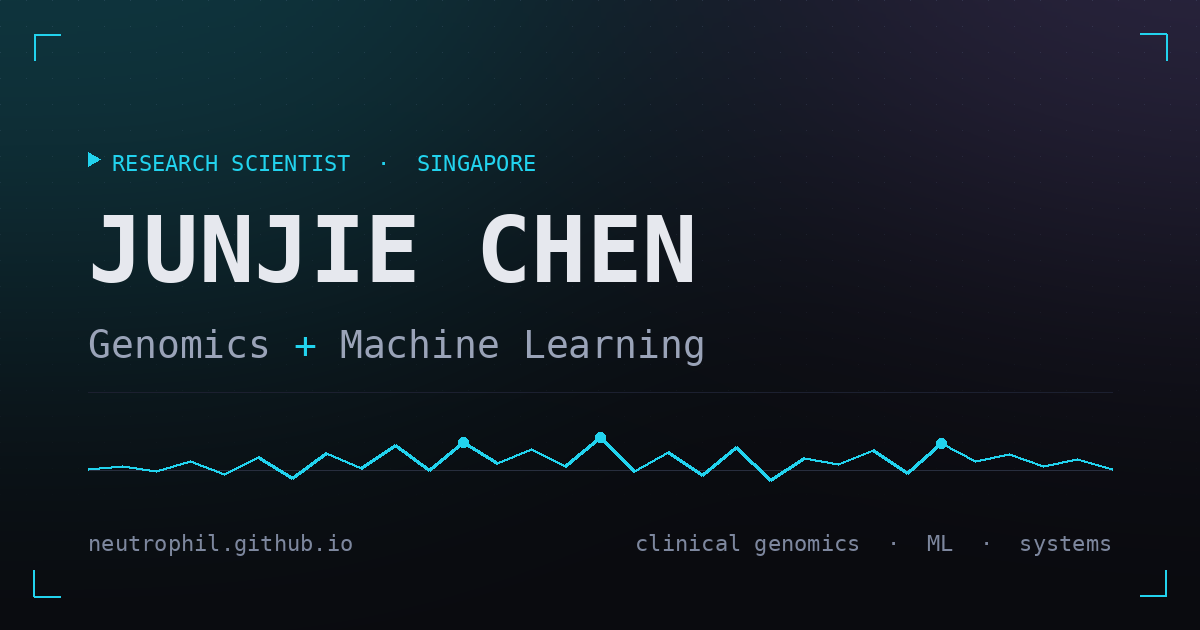 RESEARCH SCIENTIST · SINGAPORE
JUNJIE CHEN
Genomics + Machine Learning
neutrophil.github.io
clinical genomics · ML · systems